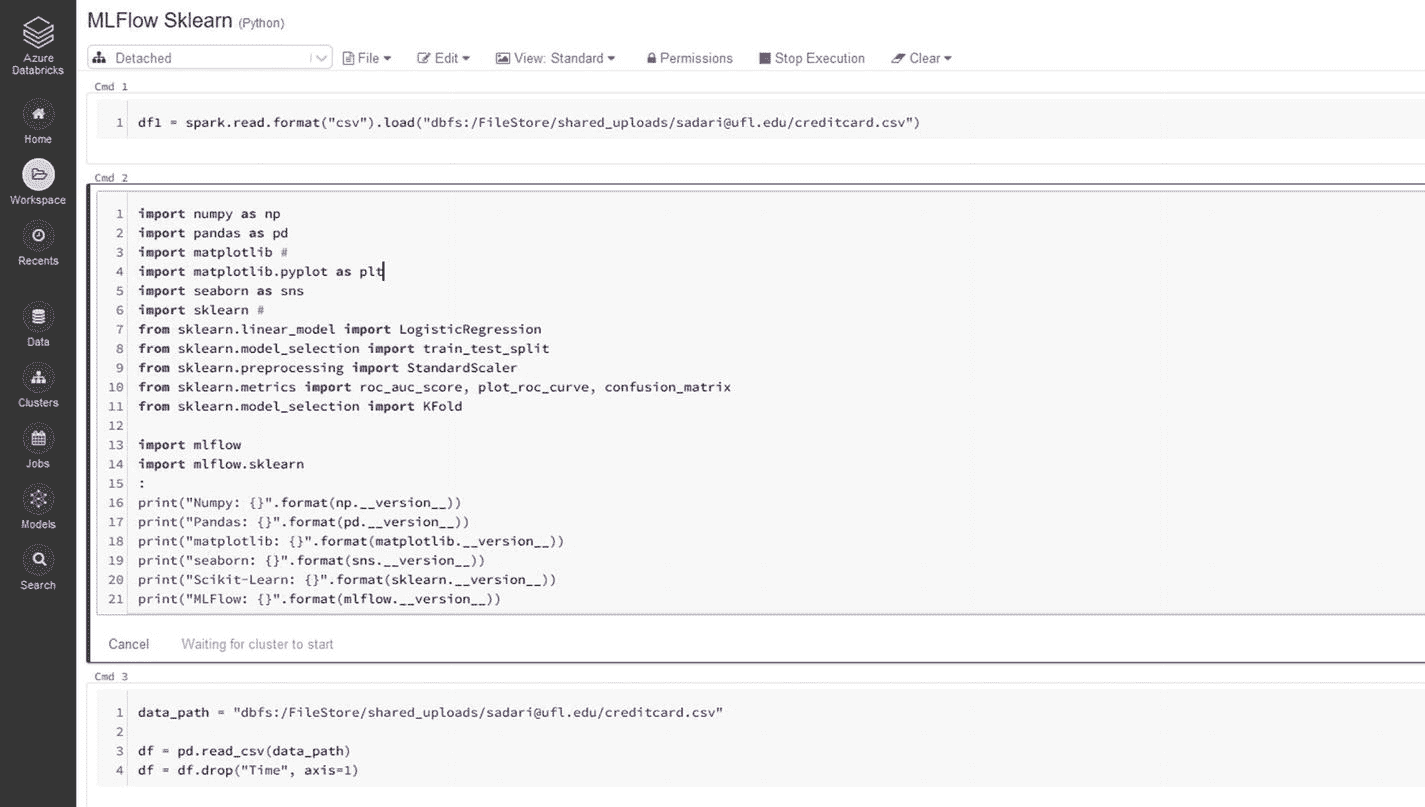 MLFlow Sklearn (Python)
Azure
Databricks
Home
Workspace
Recents
Data
Clusters
Jobs
Models
Search
Detached
File
Edit
View: Standard
Permissions
Stop Execution
Clear
Cmd 1
1 df1 = spark.read.format("csv").load("dbfs:/FileStore/shared_uploads/sadari@ufl.edu/creditcard.csv")
Cmd 2
1 import numpy as np
2 import pandas as pd
3 import matplotlib #
4 import matplotlib.pyplot as plt
5 import seaborn as sns
6 import sklearn #
7 from sklearn.linear_model import LogisticRegression
8 from sklearn.model_selection import train_test_split
9 from sklearn.preprocessing import StandardScaler
10 from sklearn.metrics import roc_auc_score, plot_roc_curve, confusion_matrix
11 from sklearn.model_selection import KFold
12
13 import mlflow
14 import mlflow.sklearn
15 :
16 print("Numpy: {}".format(np.__version__))
17 print("Pandas: {}".format(pd.__version__))
18 print("matplotlib: {}".format(matplotlib.__version__))
19 print("seaborn: {}".format(sns.__version__))
20 print("Scikit-Learn: {}".format(sklearn.__version__))
21 print("MLFlow: {}".format(mlflow.__version__))
Cancel Waiting for cluster to start
Cmd 3
1 data_path = "dbfs:/FileStore/shared_uploads/sadari@ufl.edu/creditcard.csv"
2
3 df = pd.read_csv(data_path)
4 df = df.drop("Time", axis=1)